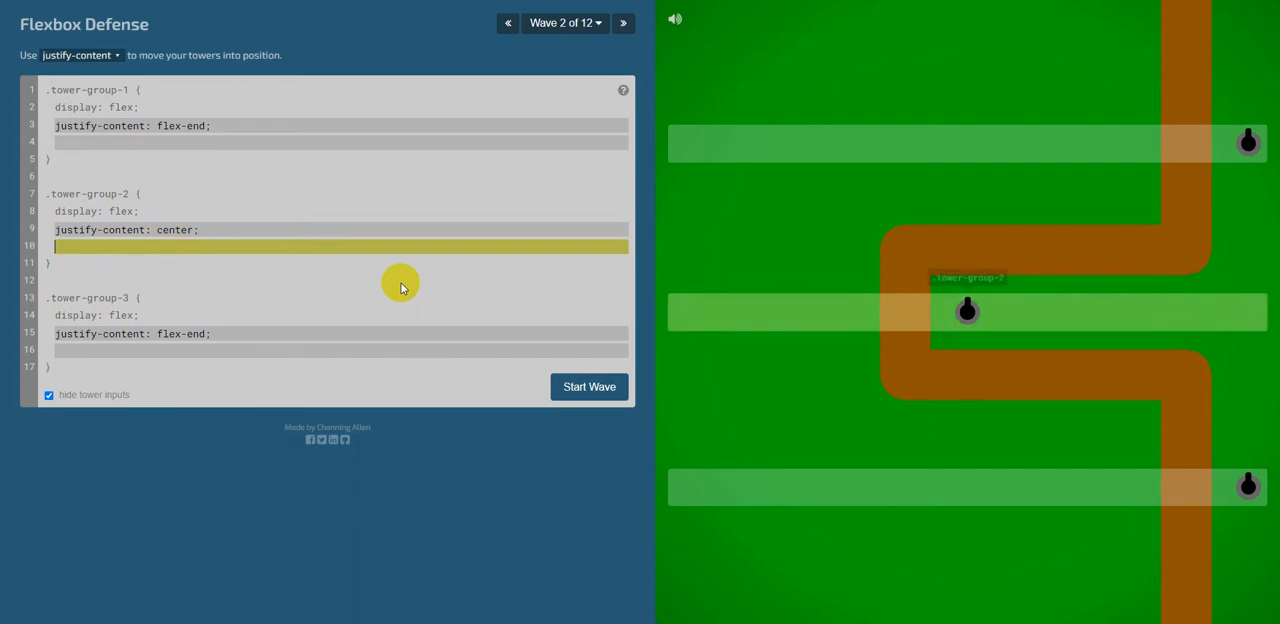 Flexbox Defense
« Wave 2 of 12 »
Use justify-content to move your towers into position.
1 .tower-group-1 {
2 display: flex;
3 justify-content: flex-end;
4
5 }
6
7 .tower-group-2 {
8 display: flex;
9 justify-content: center;
10
11 }
12
13 .tower-group-3 {
14 display: flex;
15 justify-content: flex-end;
16
17 }
?
hide tower inputs
Start Wave
Made by Channing Allen
.tower-group-2